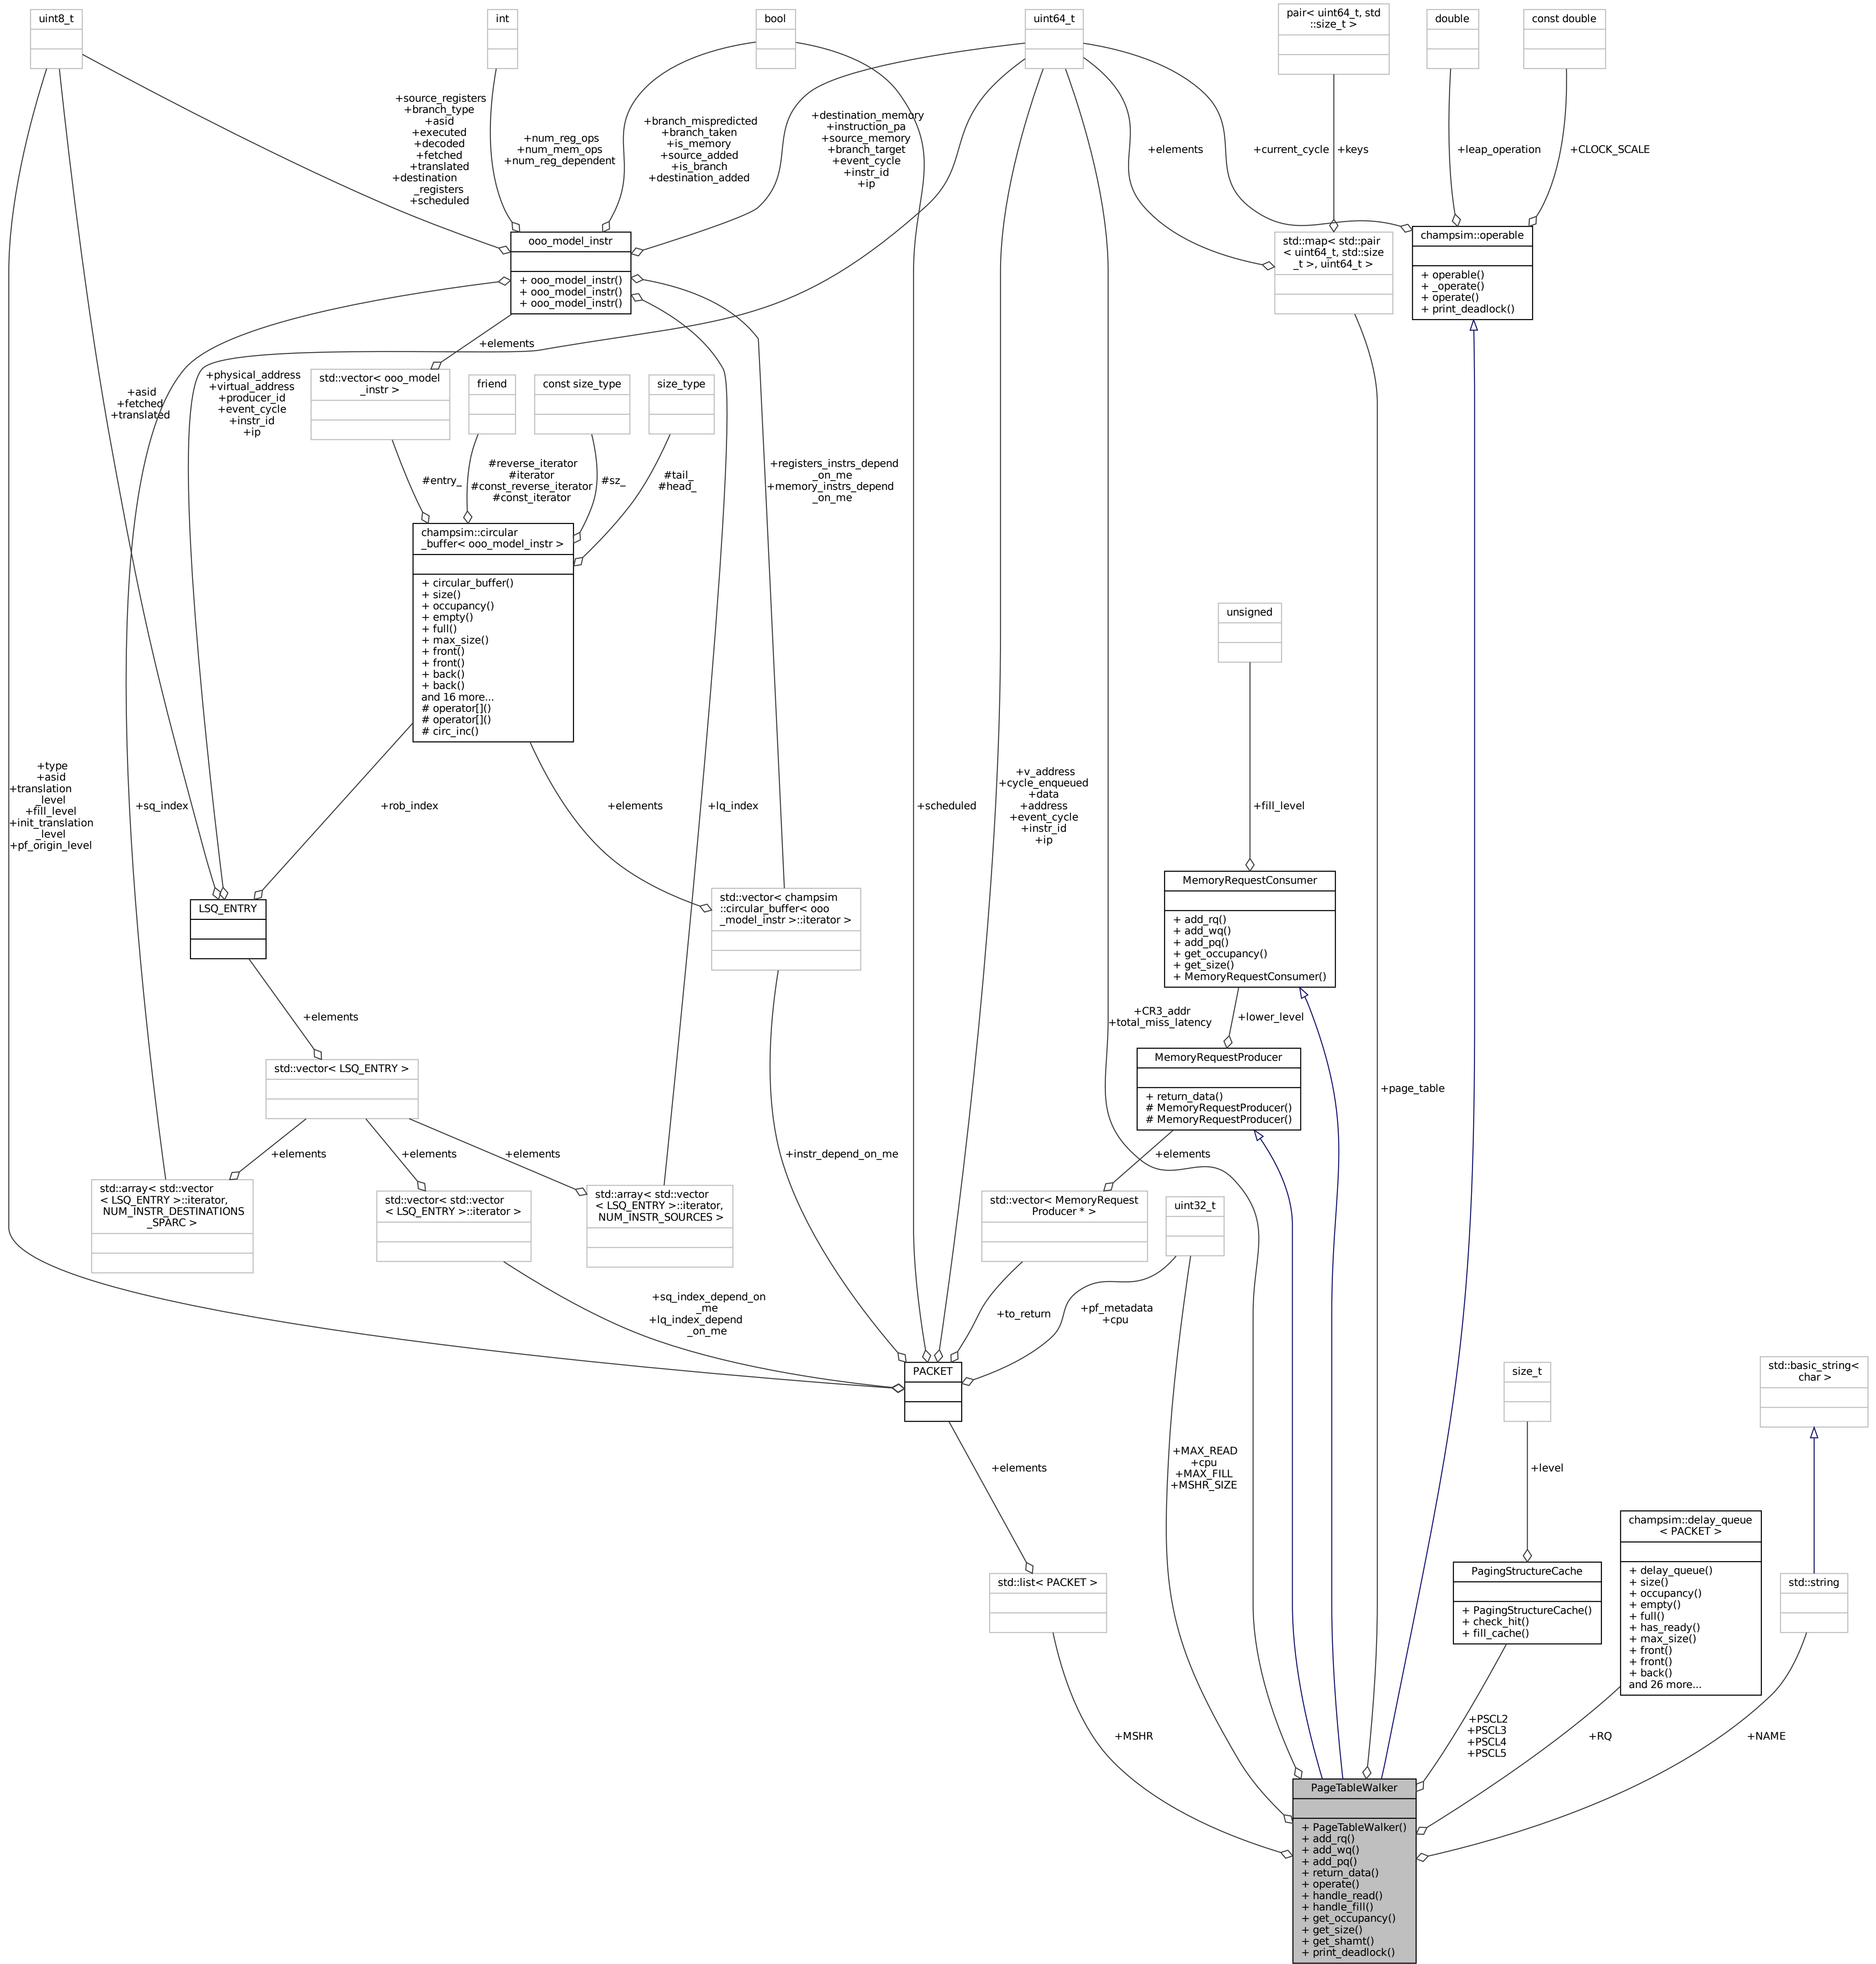 uint8_t
int
bool
uint64_t
pair< uint64_t, std
::size_t >
double
const double
+source_registers
+branch_type
+asid
+executed
+decoded
+fetched
+translated
+destination
_registers
+scheduled
+num_reg_ops
+num_mem_ops
+num_reg_dependent
+branch_mispredicted
+branch_taken
+is_memory
+source_added
+is_branch
+destination_added
+destination_memory
+instruction_pa
+source_memory
+branch_target
+event_cycle
+instr_id
+ip
+elements
+current_cycle
+keys
+leap_operation
+CLOCK_SCALE
ooo_model_instr
+ ooo_model_instr()
+ ooo_model_instr()
+ ooo_model_instr()
std::map< std::pair
< uint64_t, std::size
_t >, uint64_t >
champsim::operable
+ operable()
+ _operate()
+ operate()
+ print_deadlock()
+elements
+asid
+fetched
+translated
+physical_address
+virtual_address
+producer_id
+event_cycle
+instr_id
+ip
std::vector< ooo_model
_instr >
friend
const size_type
size_type
#entry_
#reverse_iterator
#iterator
#const_reverse_iterator
#const_iterator
#sz_
#tail_
#head_
+registers_instrs_depend
_on_me
+memory_instrs_depend
_on_me
champsim::circular
_buffer< ooo_model_instr >
+ circular_buffer()
+ size()
+ occupancy()
+ empty()
+ full()
+ max_size()
+ front()
+ front()
+ back()
+ back()
and 16 more...
# operator[]()
# operator[]()
# circ_inc()
unsigned
+type
+asid
+translation
_level
+fill_level
+init_translation
_level
+pf_origin_level
+sq_index
+rob_index
+elements
+lq_index
+scheduled
+v_address
+cycle_enqueued
+data
+address
+event_cycle
+instr_id
+ip
+fill_level
LSQ_ENTRY
std::vector< champsim
::circular_buffer< ooo
_model_instr >::iterator >
MemoryRequestConsumer
+ add_rq()
+ add_wq()
+ add_pq()
+ get_occupancy()
+ get_size()
+ MemoryRequestConsumer()
+elements
+CR3_addr
+total_miss_latency
+lower_level
std::vector< LSQ_ENTRY >
MemoryRequestProducer
+ return_data()
# MemoryRequestProducer()
# MemoryRequestProducer()
+page_table
+elements
+elements
+elements
+instr_depend_on_me
+elements
std::array< std::vector
< LSQ_ENTRY >::iterator,
NUM_INSTR_DESTINATIONS
_SPARC >
std::vector< std::vector
< LSQ_ENTRY >::iterator >
std::array< std::vector
< LSQ_ENTRY >::iterator,
NUM_INSTR_SOURCES >
std::vector< MemoryRequest
Producer * >
uint32_t
+sq_index_depend_on
_me
+lq_index_depend
_on_me
+to_return
+pf_metadata
+cpu
PACKET
size_t
std::basic_string<
char >
+elements
+MAX_READ
+cpu
+MAX_FILL
+MSHR_SIZE
+level
std::list< PACKET >
PagingStructureCache
+ PagingStructureCache()
+ check_hit()
+ fill_cache()
champsim::delay_queue
< PACKET >
+ delay_queue()
+ size()
+ occupancy()
+ empty()
+ full()
+ has_ready()
+ max_size()
+ front()
+ front()
+ back()
and 26 more...
std::string
+MSHR
+PSCL2
+PSCL3
+PSCL4
+PSCL5
+RQ
+NAME
PageTableWalker
+ PageTableWalker()
+ add_rq()
+ add_wq()
+ add_pq()
+ return_data()
+ operate()
+ handle_read()
+ handle_fill()
+ get_occupancy()
+ get_size()
+ get_shamt()
+ print_deadlock()